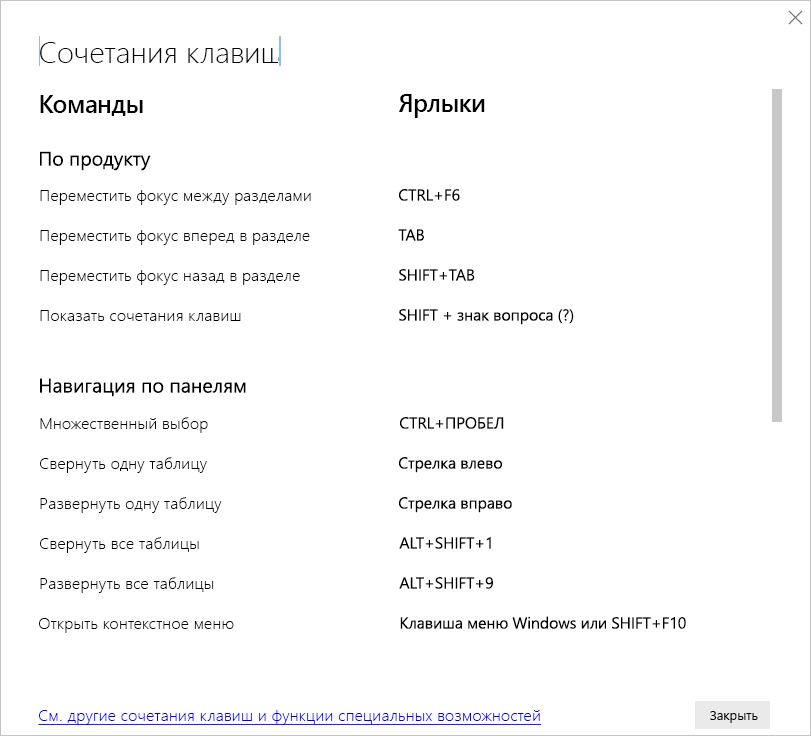 Сочетания клавиш
Команды Ярлыки
По продукту
Переместить фокус между разделами CTRL+F6
Переместить фокус вперед в разделе TAB
Переместить фокус назад в разделе SHIFT+TAB
Показать сочетания клавиш SHIFT + знак вопроса (?)
Навигация по панелям
Множественный выбор CTRL+ПРОБЕЛ
Свернуть одну таблицу Стрелка влево
Развернуть одну таблицу Стрелка вправо
Свернуть все таблицы ALT+SHIFT+1
Развернуть все таблицы ALT+SHIFT+9
Открыть контекстное меню Клавиша меню Windows или SHIFT+F10
См. другие сочетания клавиш и функции специальных возможностей Закрыть